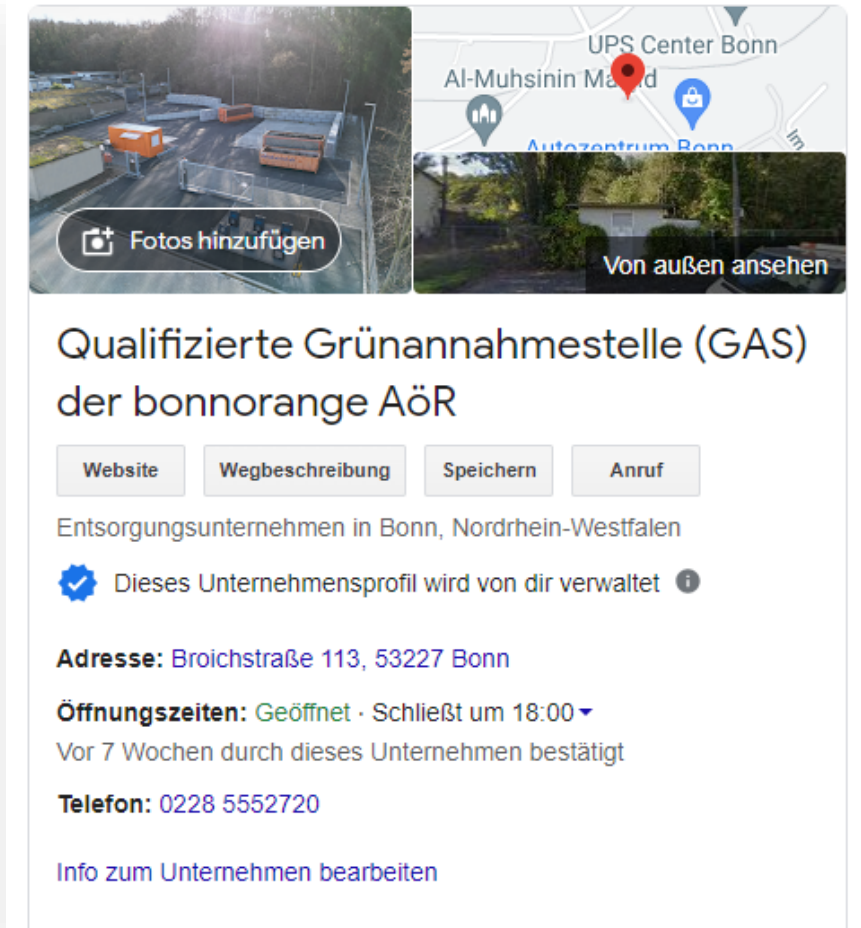 UPS Center Bonn
Al-Muhsinin
Autozentrum Bonn
Im
Fotos hinzufügen
Von außen ansehen
Qualifizierte Grünannahmestelle (GAS)
der bonnorange AöR
Website Wegbeschreibung Speichern Anruf
Entsorgungsunternehmen in Bonn, Nordrhein-Westfalen
Dieses Unternehmensprofil wird von dir verwaltet
Adresse: Broichstraße 113, 53227 Bonn
Öffnungszeiten: Geöffnet · Schließt um 18:00
Vor 7 Wochen durch dieses Unternehmen bestätigt
Telefon: 0228 5552720
Info zum Unternehmen bearbeiten